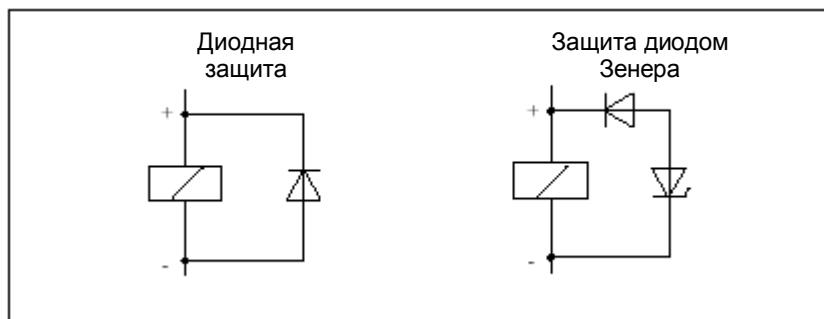 Диодная
защита
Защита диодом
Зенера
+
-
+
-